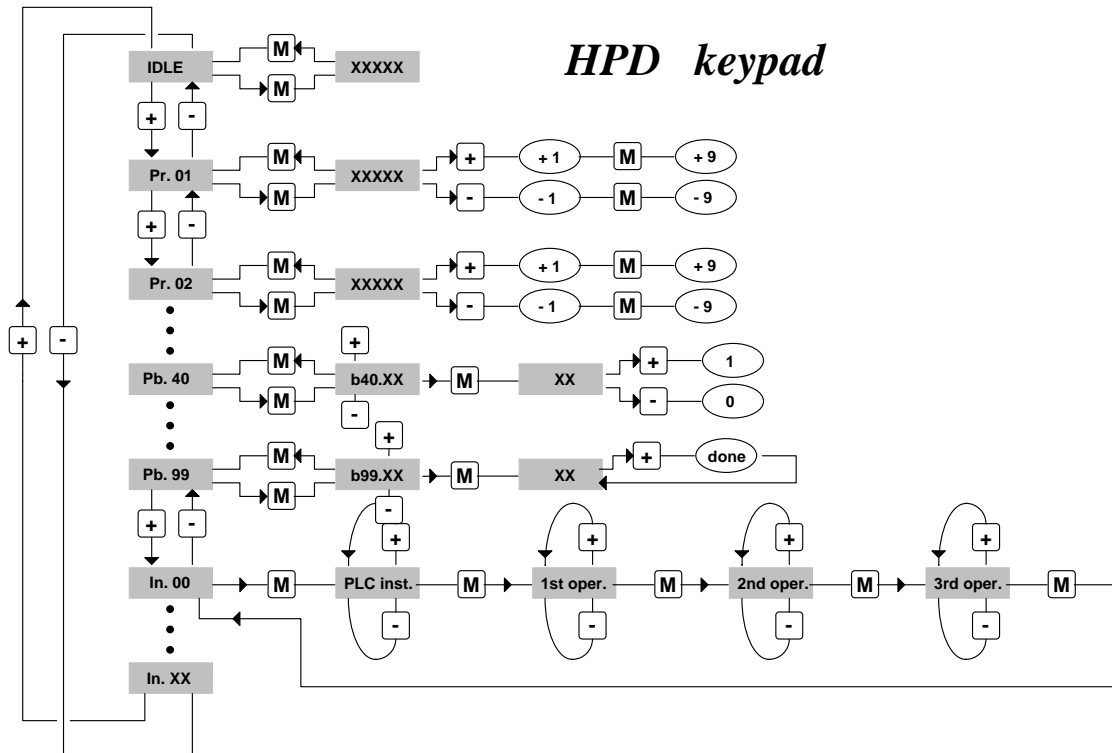 HPD keypad
M
IDLE XXXXX
M
+ -
M + +1 M +9
Pr. 01 XXXXX
M - -1 M -9
+ -
M + +1 M +9
Pr. 02 XXXXX
M - -1 M -9
+ - +
M + 1
Pb. 40 b40.XX M XX
M - 0
-
+
M + done
Pb. 99 b99.XX M XX
M
-
+ - + + + +
In. 00 M PLC inst. M 1st oper. M 2nd oper. M 3rd oper. M
- - - -
In. XX